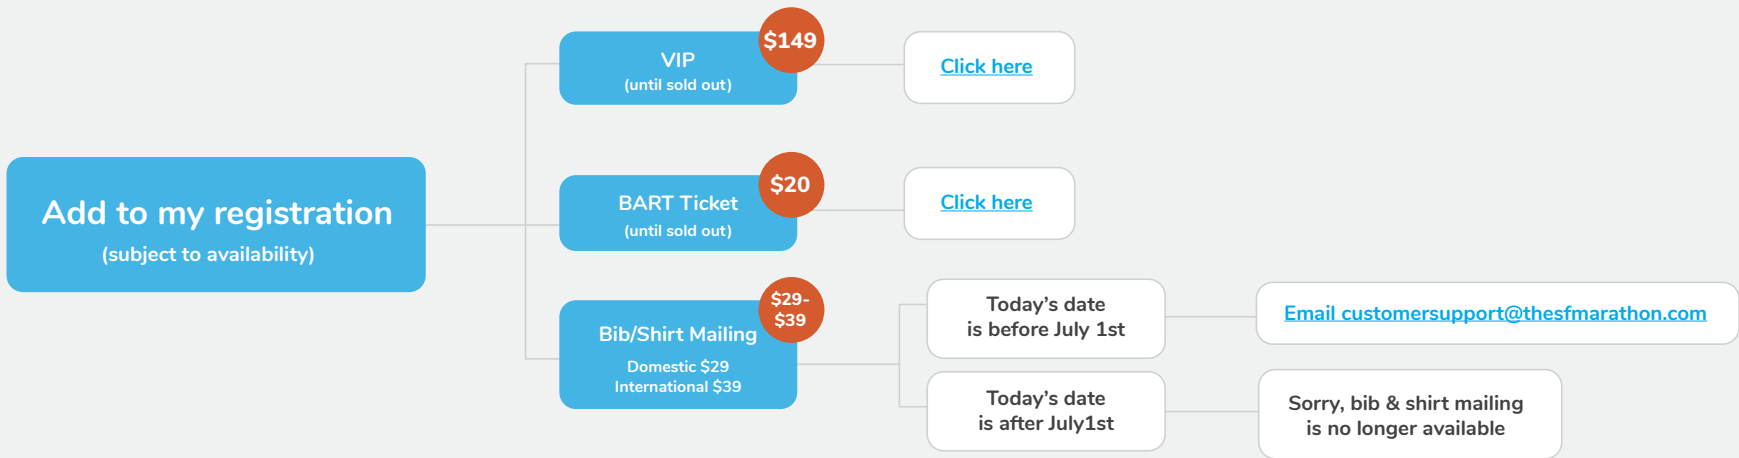 Add to my registration
(subject to availability)
$149
VIP
(until sold out)
Click here
$20
BART Ticket
(until sold out)
Click here
$29-
$39
Bib/Shirt Mailing
Domestic $29
International $39
Today's date
is before July 1st
Email customersupport@thesfmarathon.com
Today's date
is after July1st
Sorry, bib & shirt mailing
is no longer available